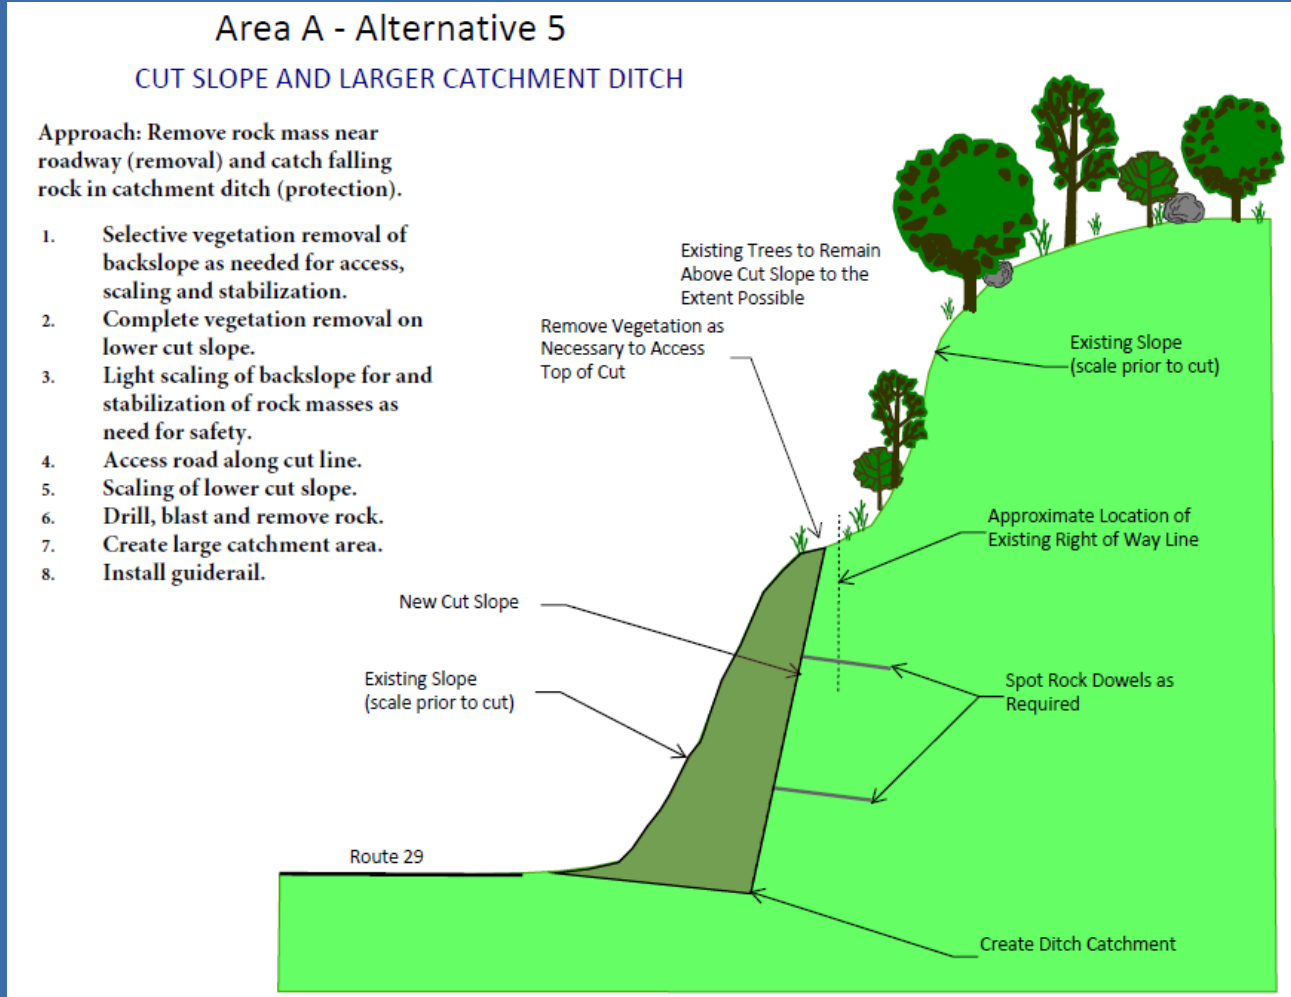 Area A - Alternative 5
CUT SLOPE AND LARGER CATCHMENT DITCH
Approach: Remove rock mass near
roadway (removal) and catch falling
rock in catchment ditch (protection).
1. Selective vegetation removal of
backslope as needed for access,
scaling and stabilization.
2. Complete vegetation removal on
lower cut slope.
3. Light scaling of backslope for and
stabilization of rock masses as
need for safety.
4. Access road along cut line.
5. Scaling of lower cut slope.
6. Drill, blast and remove rock.
7. Create large catchment area.
8. Install guiderail.
Existing Trees to Remain
Above Cut Slope to the
Extent Possible
Remove Vegetation as
Necessary to Access
Top of Cut
Existing Slope
(scale prior to cut)
Approximate Location of
Existing Right of Way Line
New Cut Slope
Existing Slope
(scale prior to cut)
Spot Rock Dowels as
Required
Route 29
Create Ditch Catchment